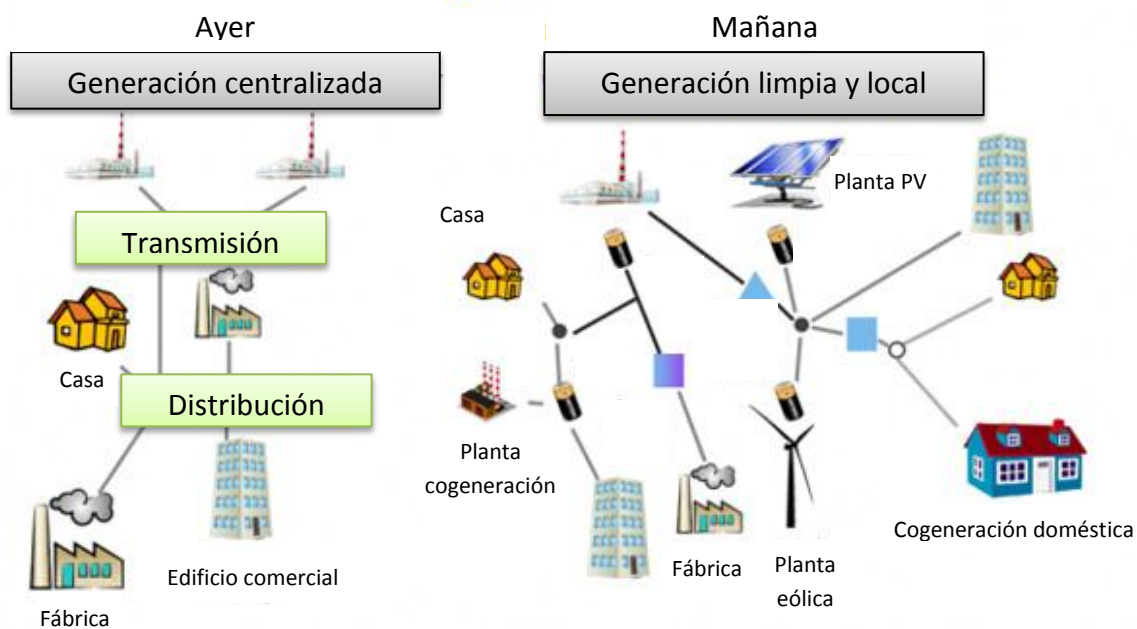 Ayer
Generación centralizada
Transmisión
Casa
Distribución
Edificio comercial
Fábrica
Mañana
Generación limpia y local
Planta PV
Casa
Planta
cogeneración
Fábrica
Planta
eólica
Cogeneración doméstica